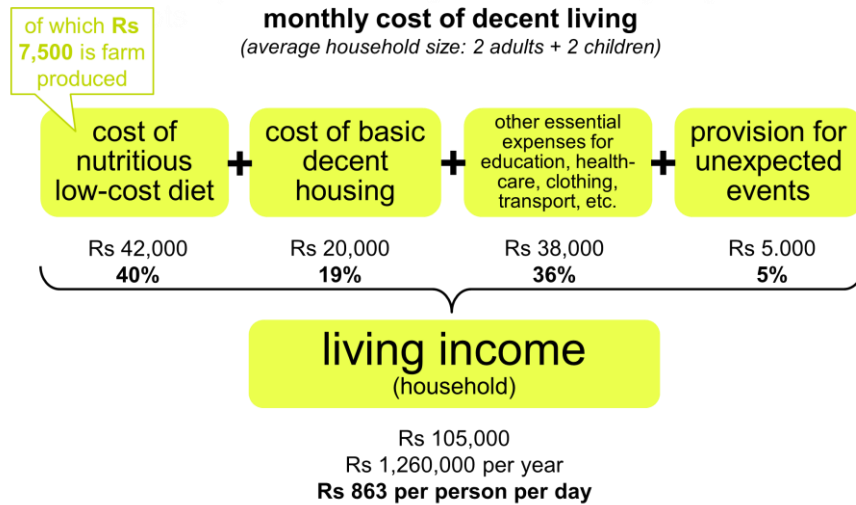 monthly cost of decent living
(average household size: 2 adults + 2 children)
of which Rs
7,500 is farm
produced
cost of
nutritious
low-cost diet
+
cost of basic
decent
housing
+
other essential
expenses for
education, health-
care, clothing,
transport, etc.
+
provision for
unexpected
events
Rs 42,000
40%
Rs 20,000
19%
Rs 38,000
36%
Rs 5.000
5%
living income
(household)
Rs 105,000
Rs 1,260,000 per year
Rs 863 per person per day